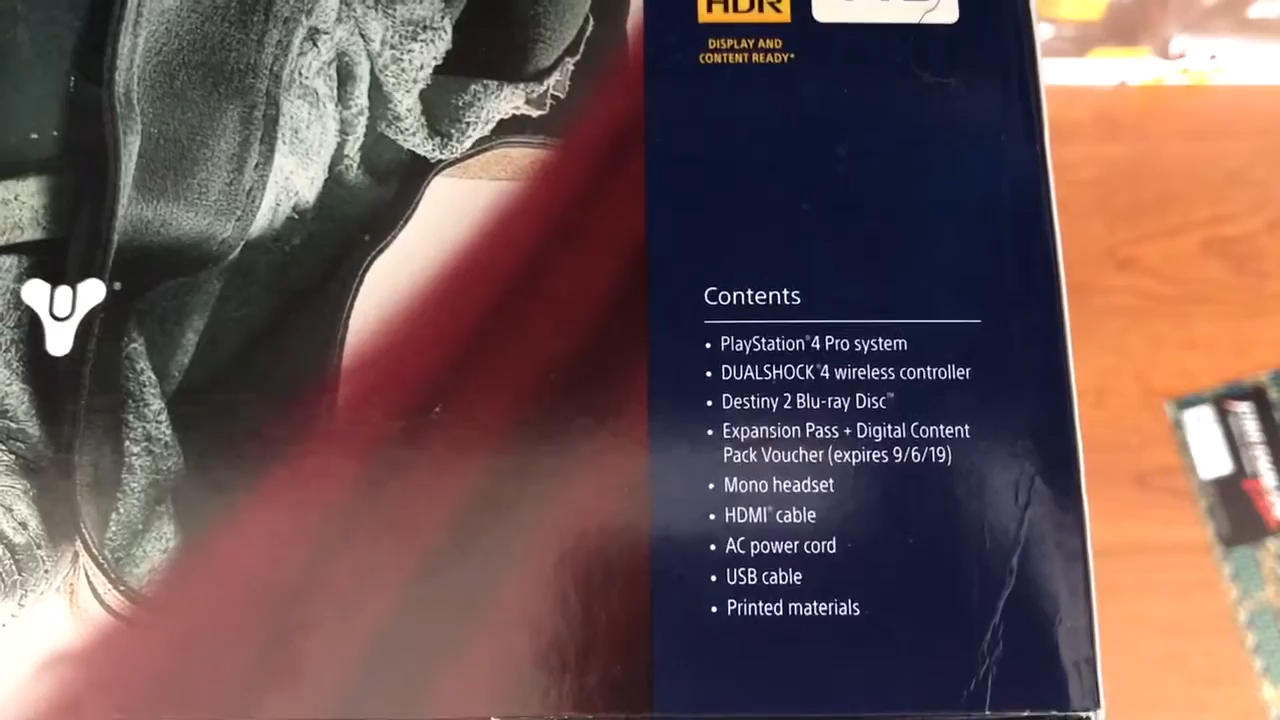 HDR
DISPLAY AND
CONTENT READY*
Contents
• PlayStation®4 Pro system
• DUALSHOCK®4 wireless controller
• Destiny 2 Blu-ray Disc™
• Expansion Pass + Digital Content
Pack Voucher (expires 9/6/19)
• Mono headset
• HDMI® cable
• AC power cord
• USB cable
• Printed materials